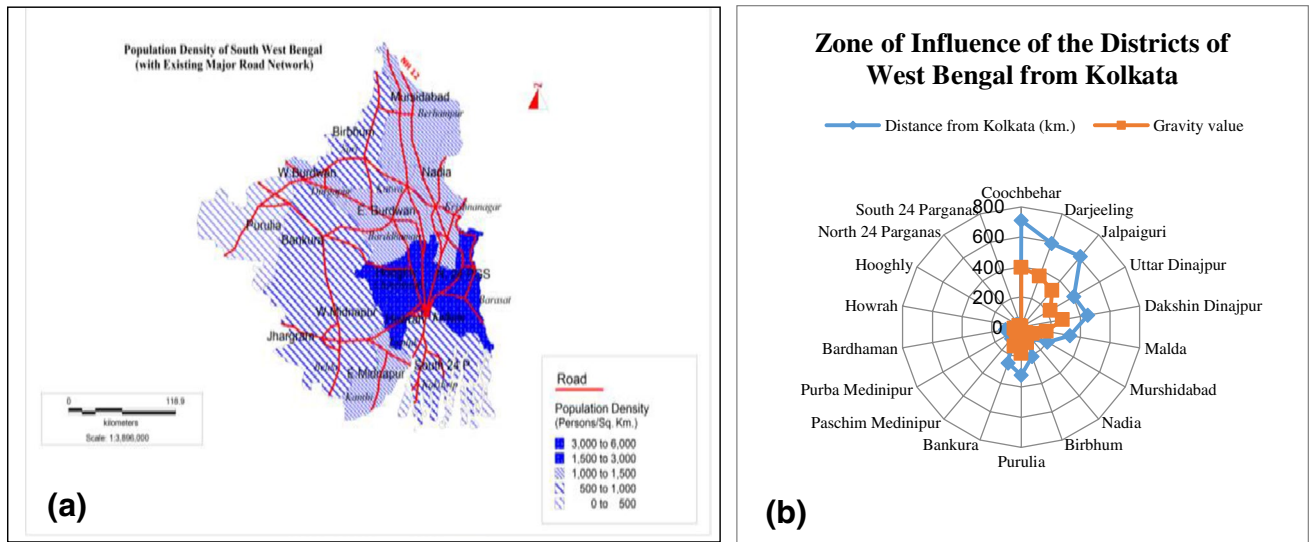 Population Density of South West Bengal
(with Existing Major Road Network)
NH 12
N
Mursidabad
Berhampur
Birbhum
Suri
Nadia
W.Burdwan
Durgapur
Katwa
Krishnanagar
E. Burdwan
Purulia
Bankura
Barddhaman
Barasat
W.Midnapur
Jhargram
South 24 P
E.Midnapur
Kanthi
0 118.9
kilometers
Scale: 1:3,896,000
Road
Population Density
(Persons/Sq. Km.)
3,000 to 6,000
1,500 to 3,000
1,000 to 1,500
500 to 1,000
0 to 500
(a)
Zone of Influence of the Districts of
West Bengal from Kolkata
Distance from Kolkata (km.) Gravity value
Coochbehar
Darjeeling
Jalpaiguri
Uttar Dinajpur
Dakshin Dinajpur
Malda
Murshidabad
Nadia
Birbhum
Purulia
Bankura
Paschim Medinipur
Purba Medinipur
Bardhaman
Howrah
Hooghly
North 24 Parganas
South 24 Parganas
800
600
400
200
0
(b)